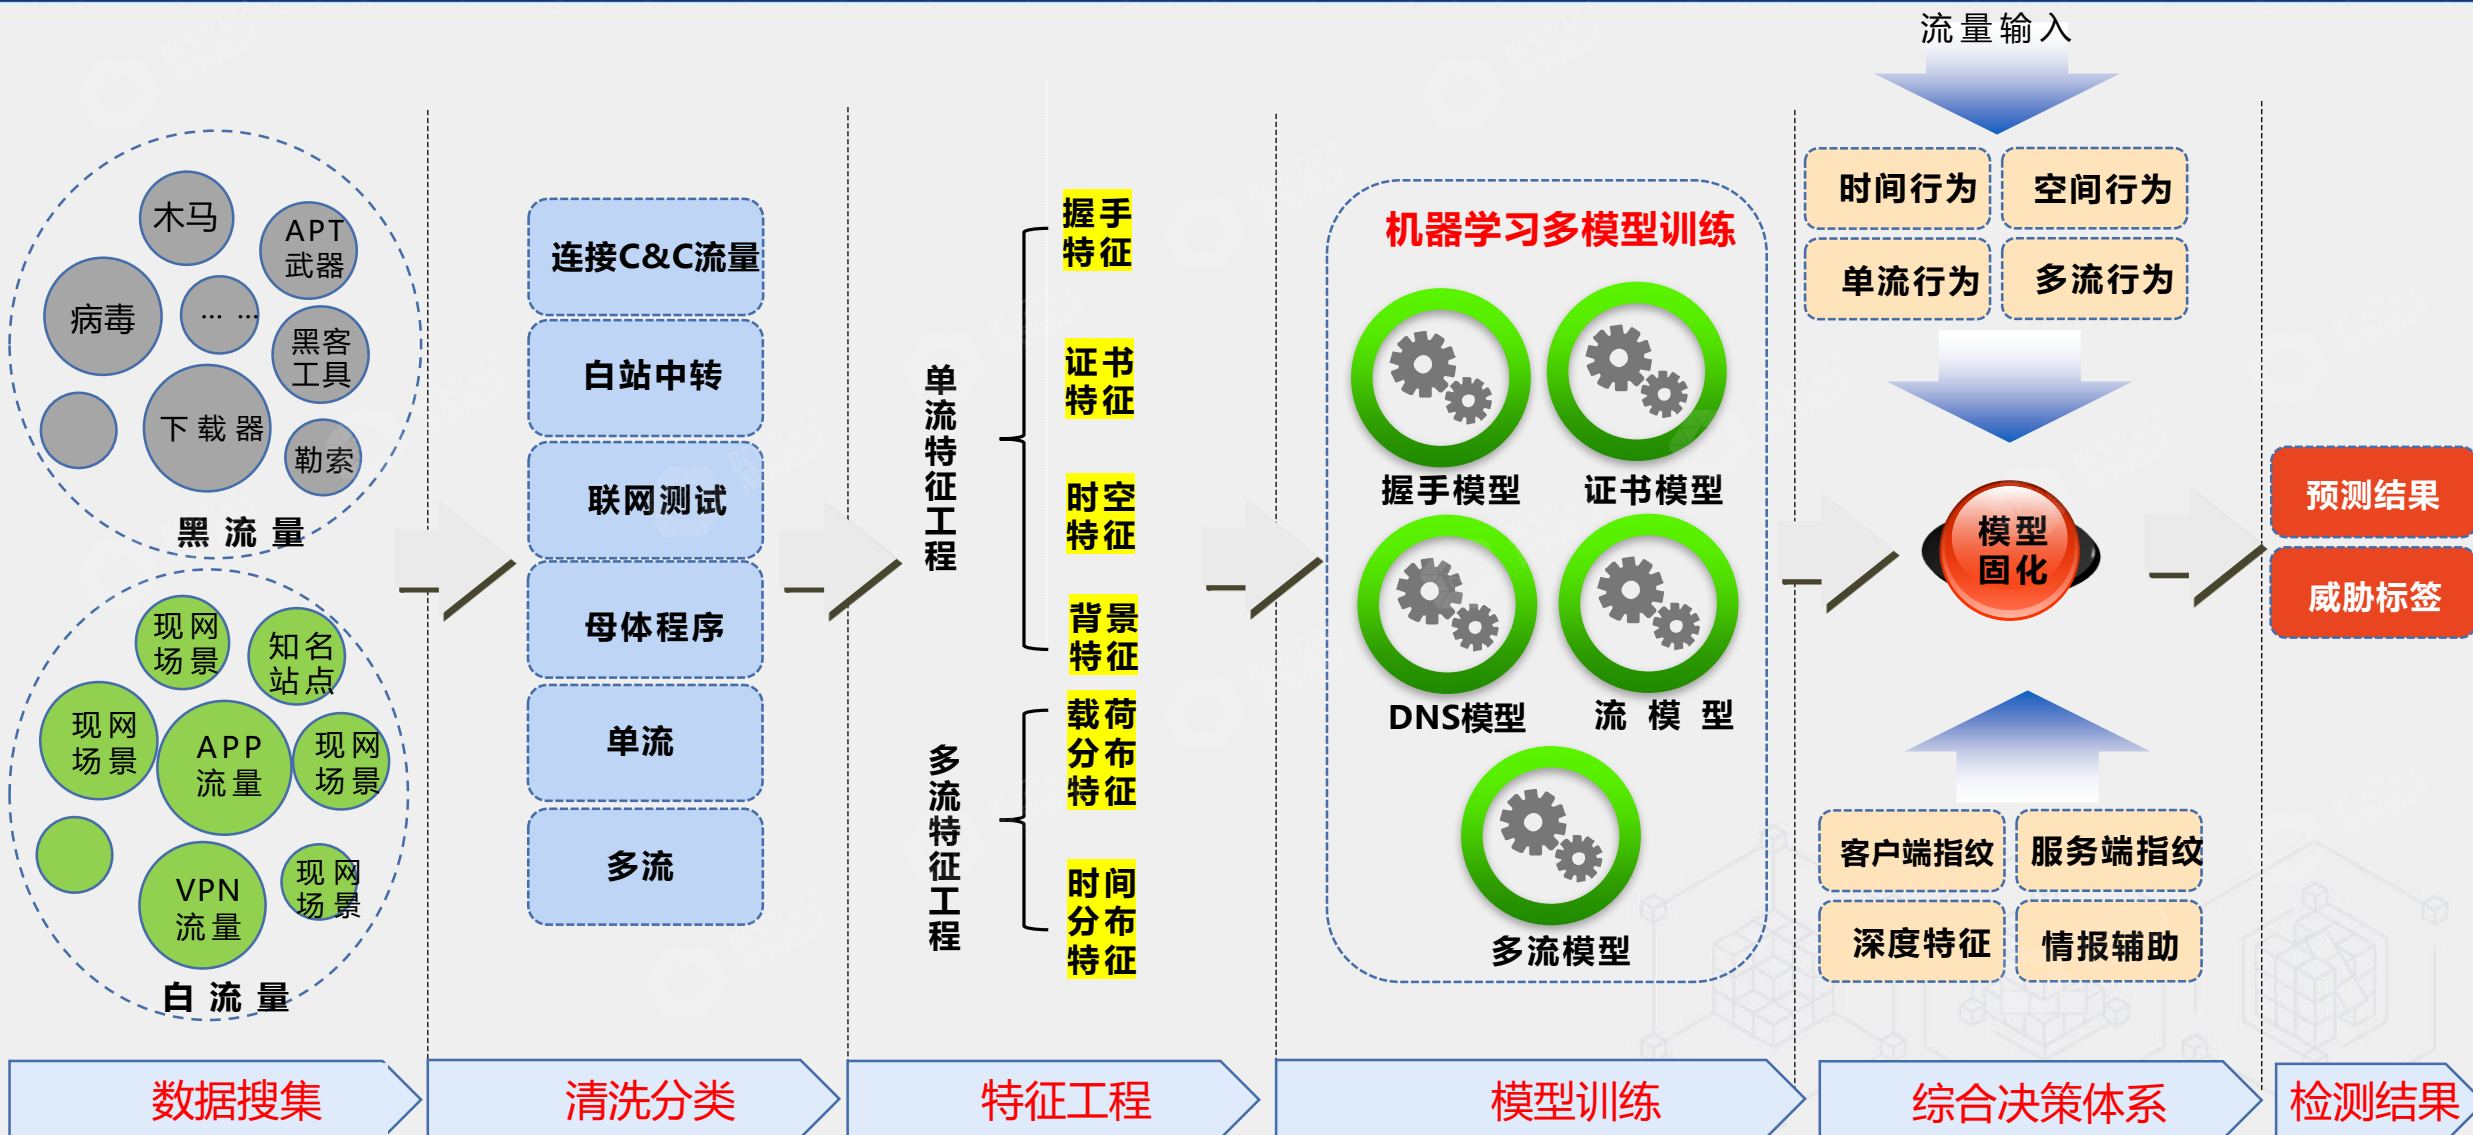 流量输入
木马
APT
武器
病毒
... ...
黑客
工具
下载器
勒索
黑流量
现网
场景
知名
站点
现网
场景
APP
流量
现网
场景
VPN
流量
现网
场景
白流量
连接C&C流量
白站中转
联网测试
母体程序
单流
多流
单流特征工程
握手
特征
证书
特征
时空
特征
背景
特征
多流特征工程
载荷
分布
特征
时间
分布
特征
机器学习多模型训练
握手模型
证书模型
DNS模型
流模型
多流模型
时间行为
空间行为
单流行为
多流行为
模型
固化
客户端指纹
服务端指纹
深度特征
情报辅助
预测结果
威胁标签
数据搜集
清洗分类
特征工程
模型训练
综合决策体系
检测结果